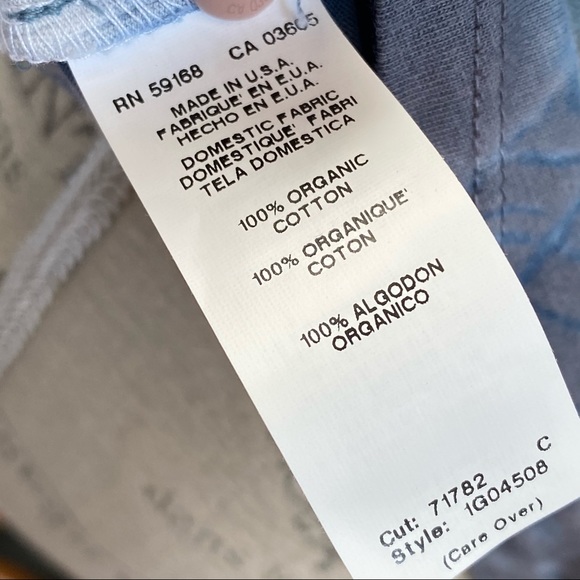 RN 59168 CA 03605
MADE IN U.S.A.
FABRIQUE' EN E.U.A.
HECHO EN E.U.A.
DOMESTIC FABRIC
DOMESTIQUE' FABRI
TELA DOMESTICA
100% ORGANIC
COTTON
100% ORGANIQUE'
COTON
100% ALGODON
ORGANICO
C
Cut: 71782
Style: 1G04508
(Care Over)